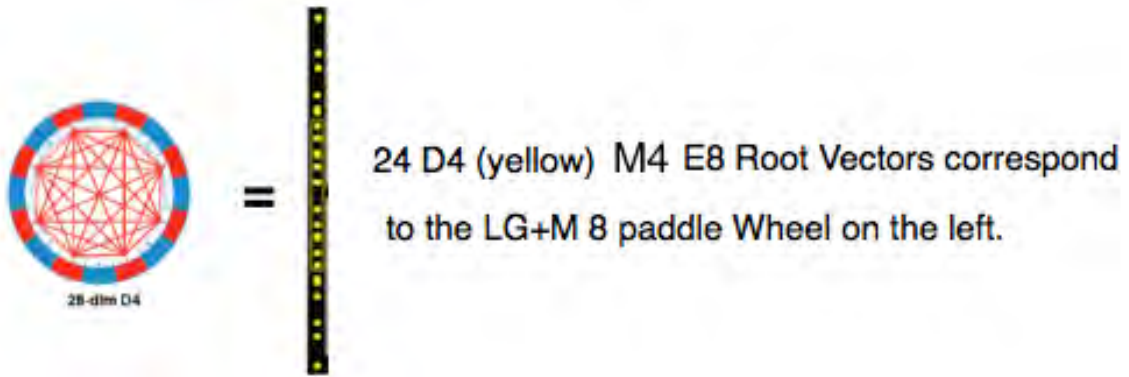 24 D4 (yellow) M4 E8 Root Vectors correspond
to the LG+M 8 paddle Wheel on the left.
=
28-dim D4